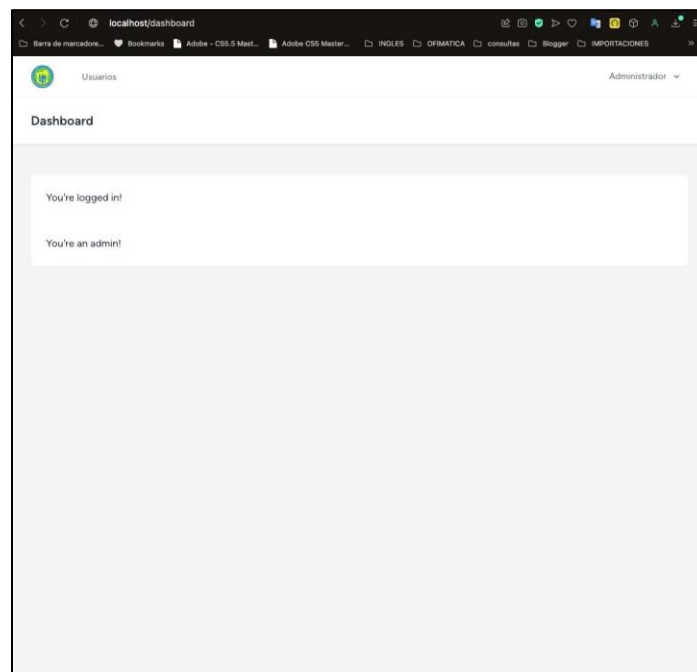 localhost/dashboard
Barra de marcadore... Bookmarks Adobe - CS5.5 Mast... Adobe CS5 Master... INGLES OFIMATICA consultas Blogger IMPORTACIONES »
Usuarios Administrador
Dashboard
You're logged in!
You're an admin!